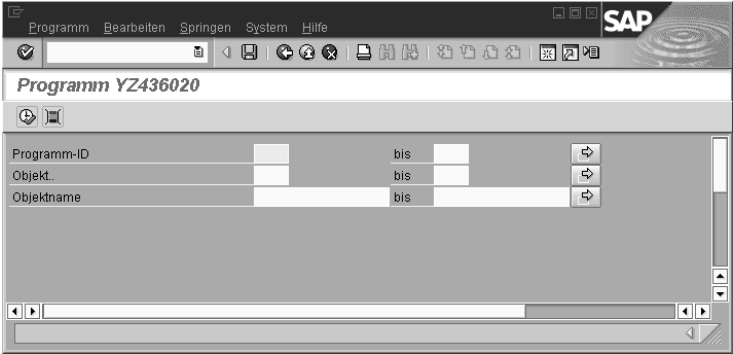 Programm Bearbeiten Springen System Hilfe
SAP
Programm YZ436020
Programm-ID bis
Objekt.. bis
Objektname bis